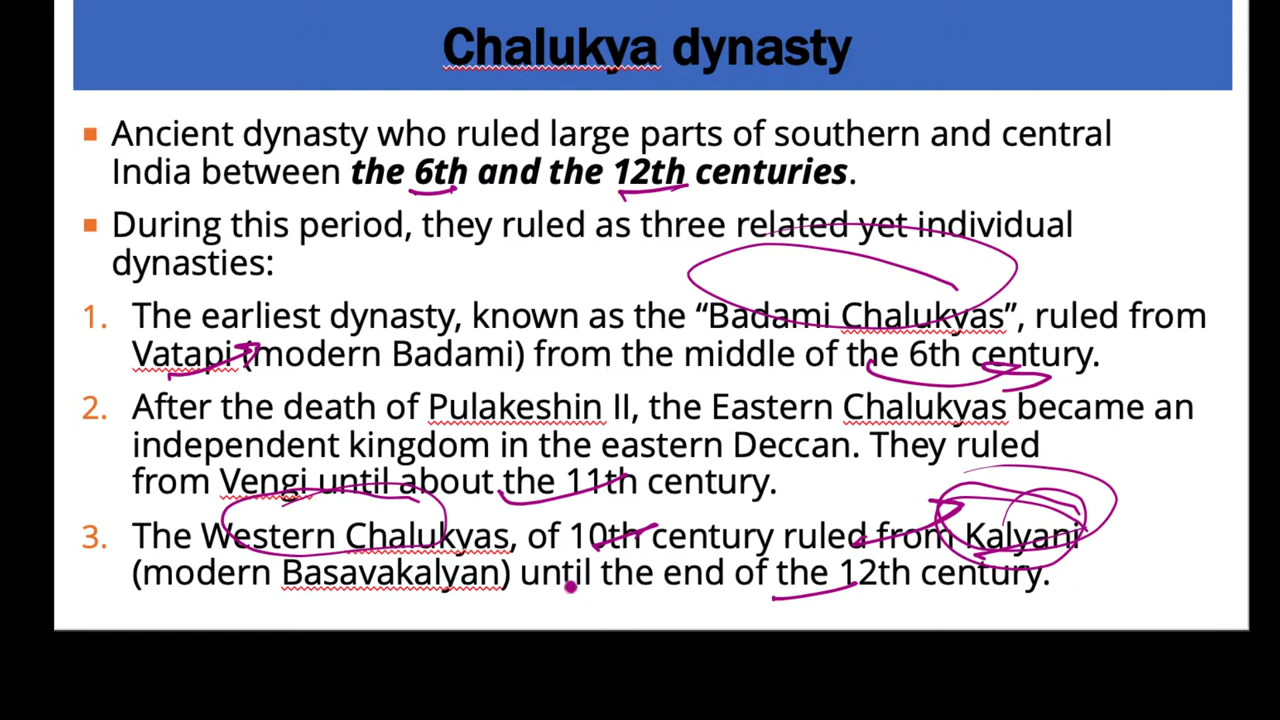 Chalukya dynasty
▪ Ancient dynasty who ruled large parts of southern and central
India between the 6th and the 12th centuries.
▪ During this period, they ruled as three related yet individual
dynasties:
1. The earliest dynasty, known as the “Badami Chalukyas”, ruled from
Vatapi (modern Badami) from the middle of the 6th century.
2. After the death of Pulakeshin II, the Eastern Chalukyas became an
independent kingdom in the eastern Deccan. They ruled
from Vengi until about the 11th century.
3. The Western Chalukyas, of 10th century ruled from Kalyani
(modern Basavakalyan) until the end of the 12th century.